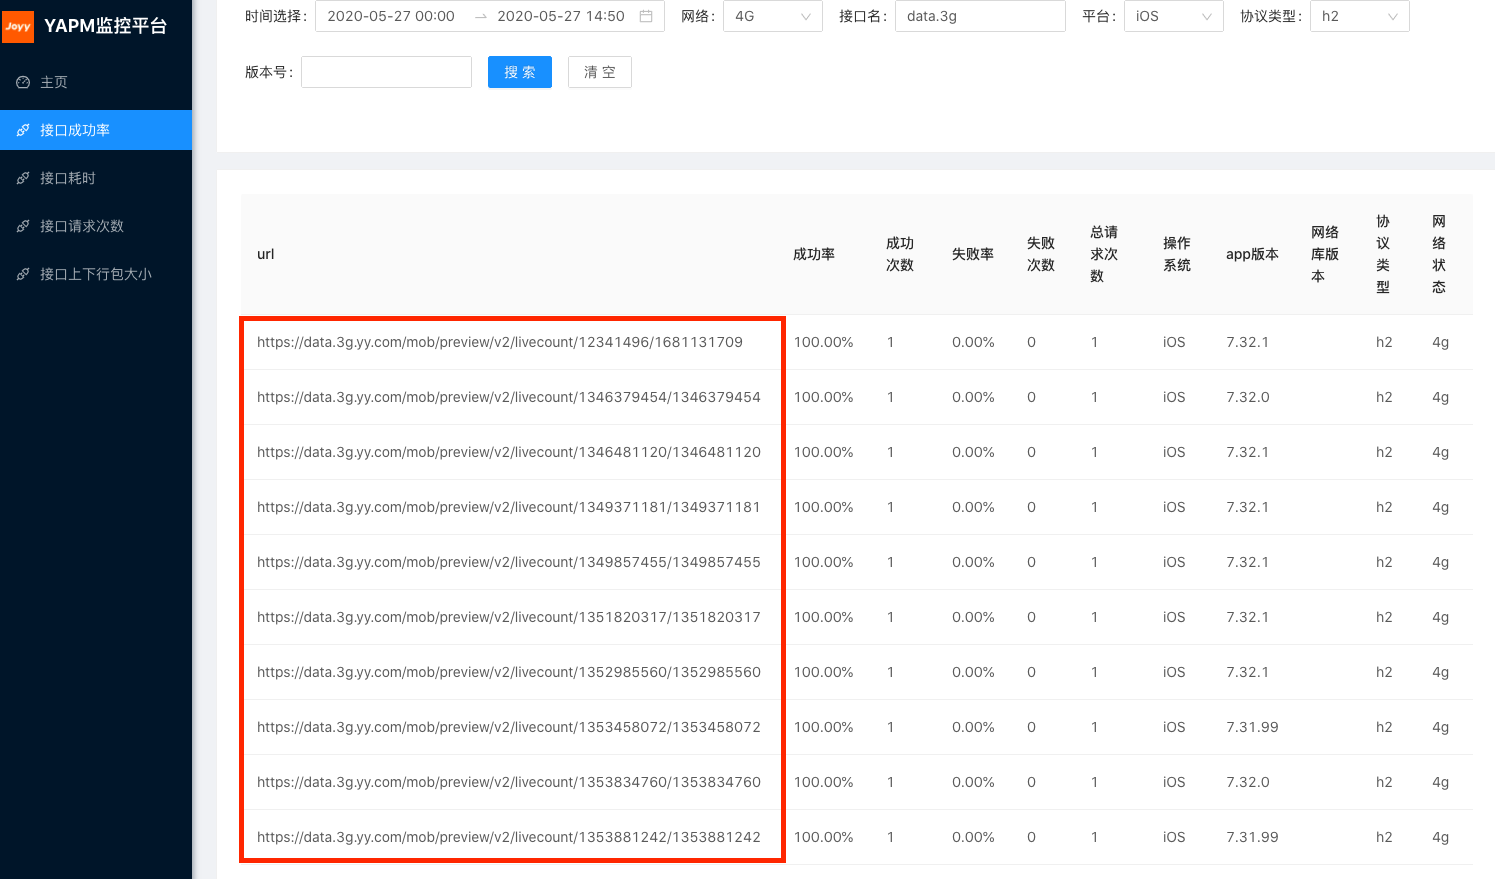 Joyy YAPM监控平台
主页
接口成功率
接口耗时
接口请求次数
接口上下行包大小
时间选择: 2020-05-27 00:00 → 2020-05-27 14:50 网络: 4G 接口名: data.3g 平台: iOS 协议类型: h2
版本号: 搜 索 清 空
url 成功率 成功次数 失败率 失败次数 总请求次数 操作系统 app版本 网络库版本 协议类型 网络状态
https://data.3g.yy.com/mob/preview/v2/livecount/12341496/1681131709 100.00% 1 0.00% 0 1 iOS 7.32.1 h2 4g
https://data.3g.yy.com/mob/preview/v2/livecount/1346379454/1346379454 100.00% 1 0.00% 0 1 iOS 7.32.0 h2 4g
https://data.3g.yy.com/mob/preview/v2/livecount/1346481120/1346481120 100.00% 1 0.00% 0 1 iOS 7.32.1 h2 4g
https://data.3g.yy.com/mob/preview/v2/livecount/1349371181/1349371181 100.00% 1 0.00% 0 1 iOS 7.32.1 h2 4g
https://data.3g.yy.com/mob/preview/v2/livecount/1349857455/1349857455 100.00% 1 0.00% 0 1 iOS 7.32.1 h2 4g
https://data.3g.yy.com/mob/preview/v2/livecount/1351820317/1351820317 100.00% 1 0.00% 0 1 iOS 7.32.1 h2 4g
https://data.3g.yy.com/mob/preview/v2/livecount/1352985560/1352985560 100.00% 1 0.00% 0 1 iOS 7.32.1 h2 4g
https://data.3g.yy.com/mob/preview/v2/livecount/1353458072/1353458072 100.00% 1 0.00% 0 1 iOS 7.31.99 h2 4g
https://data.3g.yy.com/mob/preview/v2/livecount/1353834760/1353834760 100.00% 1 0.00% 0 1 iOS 7.32.0 h2 4g
https://data.3g.yy.com/mob/preview/v2/livecount/1353881242/1353881242 100.00% 1 0.00% 0 1 iOS 7.31.99 h2 4g